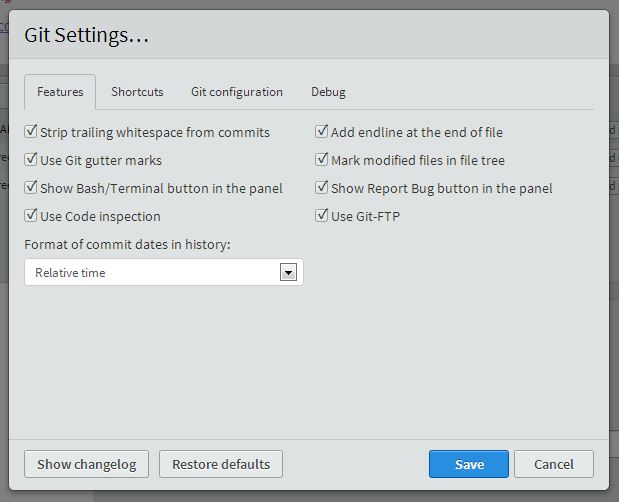 Git Settings…
Features Shortcuts Git configuration Debug
Strip trailing whitespace from commits Add endline at the end of file
Use Git gutter marks Mark modified files in file tree
Show Bash/Terminal button in the panel Show Report Bug button in the panel
Use Code inspection Use Git-FTP
Format of commit dates in history:
Relative time
Show changelog Restore defaults Save Cancel